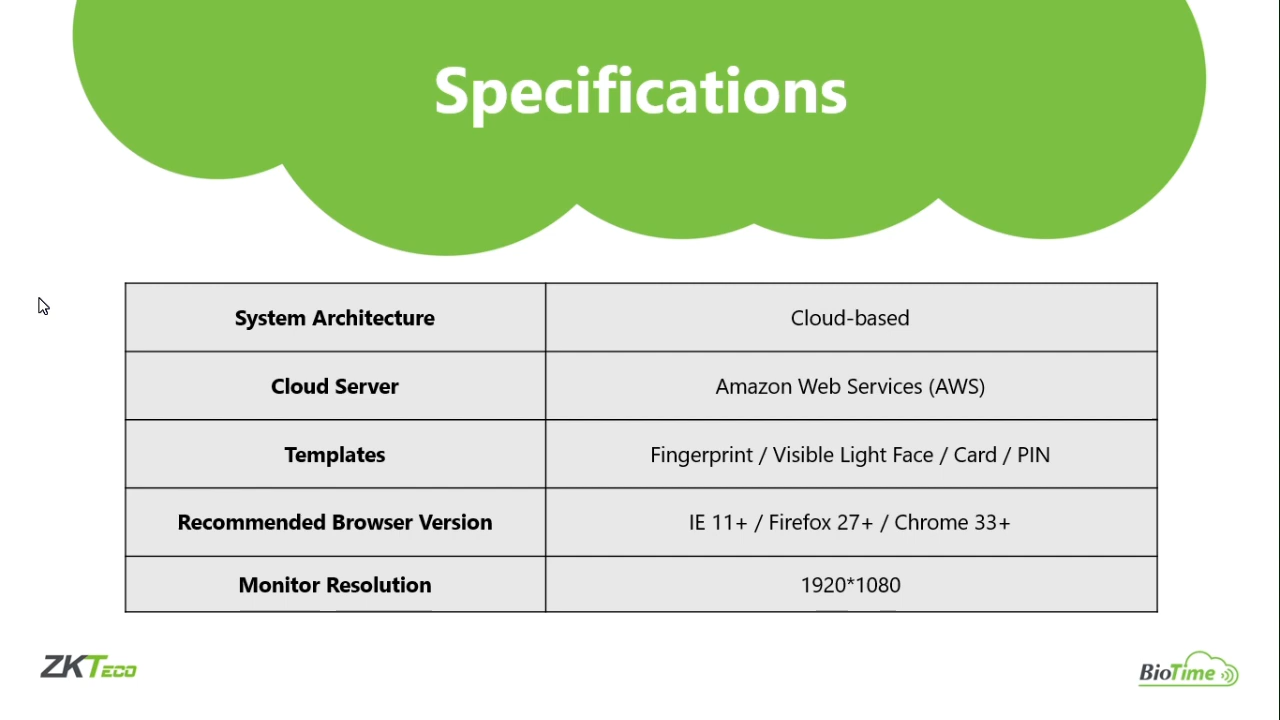 Specifications
System Architecture
Cloud-based
Cloud Server
Amazon Web Services (AWS)
Templates
Fingerprint / Visible Light Face / Card / PIN
Recommended Browser Version
IE 11+ / Firefox 27+ / Chrome 33+
Monitor Resolution
1920*1080
ZKTECO
BioTime